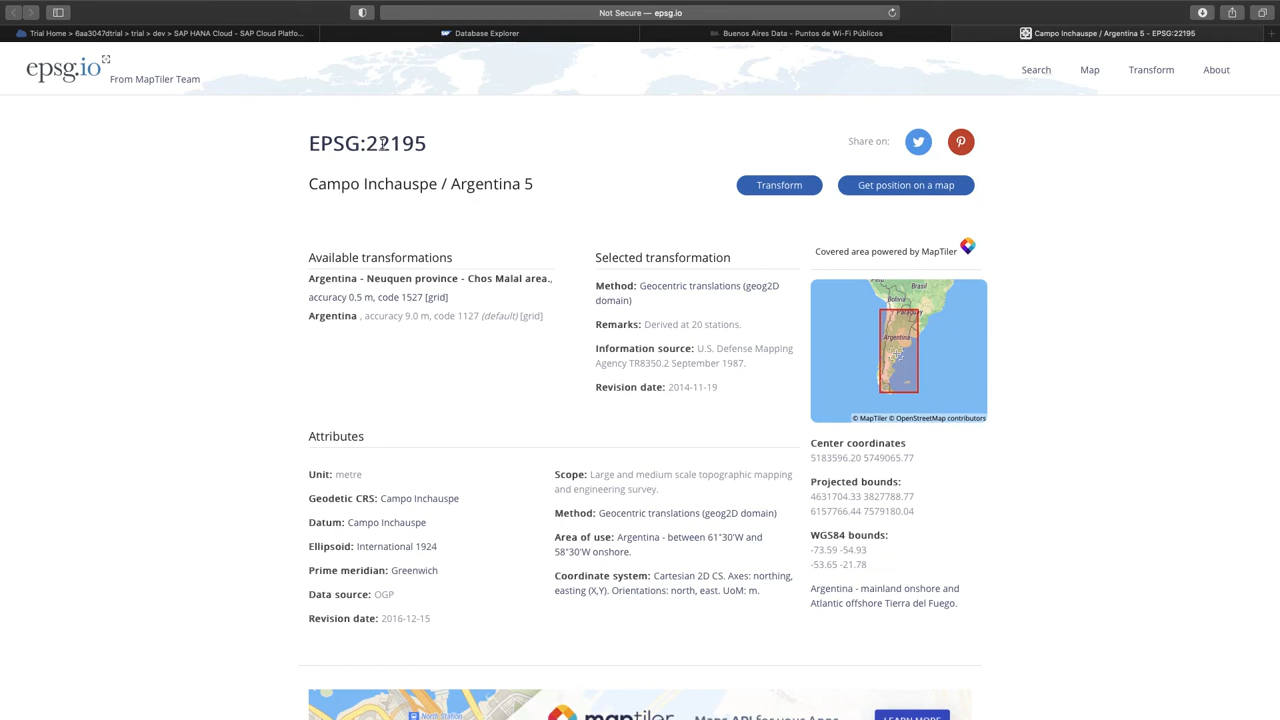 Not Secure — epsg.io
Trial Home > 6aa3047dtrial > trial > dev > SAP HANA Cloud - SAP Cloud Platfo...
Database Explorer
Buenos Aires Data - Puntos de Wi-Fi Públicos
Campo Inchauspe / Argentina 5 - EPSG:22195
epsg.io
From MapTiler Team
Search
Map
Transform
About
EPSG:22195
Share on:
Campo Inchauspe / Argentina 5
Transform
Get position on a map
Available transformations
Argentina - Neuquen province - Chos Malal area.,
accuracy 0.5 m, code 1527 [grid]
Argentina , accuracy 9.0 m, code 1127 (default) [grid]
Selected transformation
Method: Geocentric translations (geog2D
domain)
Remarks: Derived at 20 stations.
Information source: U.S. Defense Mapping
Agency TR8350.2 September 1987.
Revision date: 2014-11-19
Covered area powered by MapTiler
Brasil
Bolivia
Paraguay
Argentina
© MapTiler © OpenStreetMap contributors
Attributes
Unit: metre
Geodetic CRS: Campo Inchauspe
Datum: Campo Inchauspe
Ellipsoid: International 1924
Prime meridian: Greenwich
Data source: OGP
Revision date: 2016-12-15
Scope: Large and medium scale topographic mapping
and engineering survey.
Method: Geocentric translations (geog2D domain)
Area of use: Argentina - between 61°30'W and
58°30'W onshore.
Coordinate system: Cartesian 2D CS. Axes: northing,
easting (X,Y). Orientations: north, east. UoM: m.
Center coordinates
5183596.20 5749065.77
Projected bounds:
4631704.33 3827788.77
6157766.44 7579180.04
WGS84 bounds:
-73.59 -54.93
-53.65 -21.78
Argentina - mainland onshore and
Atlantic offshore Tierra del Fuego.
North Station
maptiler
Maps API for your Apps
LEARN MORE